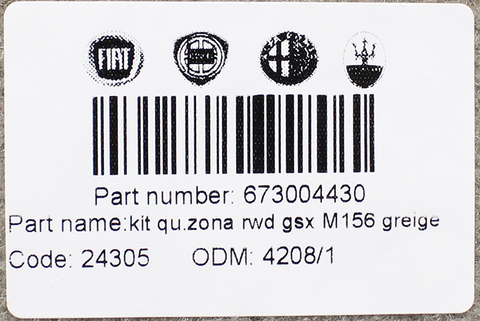 FIAT
Part number: 673004430
Part name:kit qu.zona rwd gsx M156 greige
Code: 24305 ODM: 4208/1